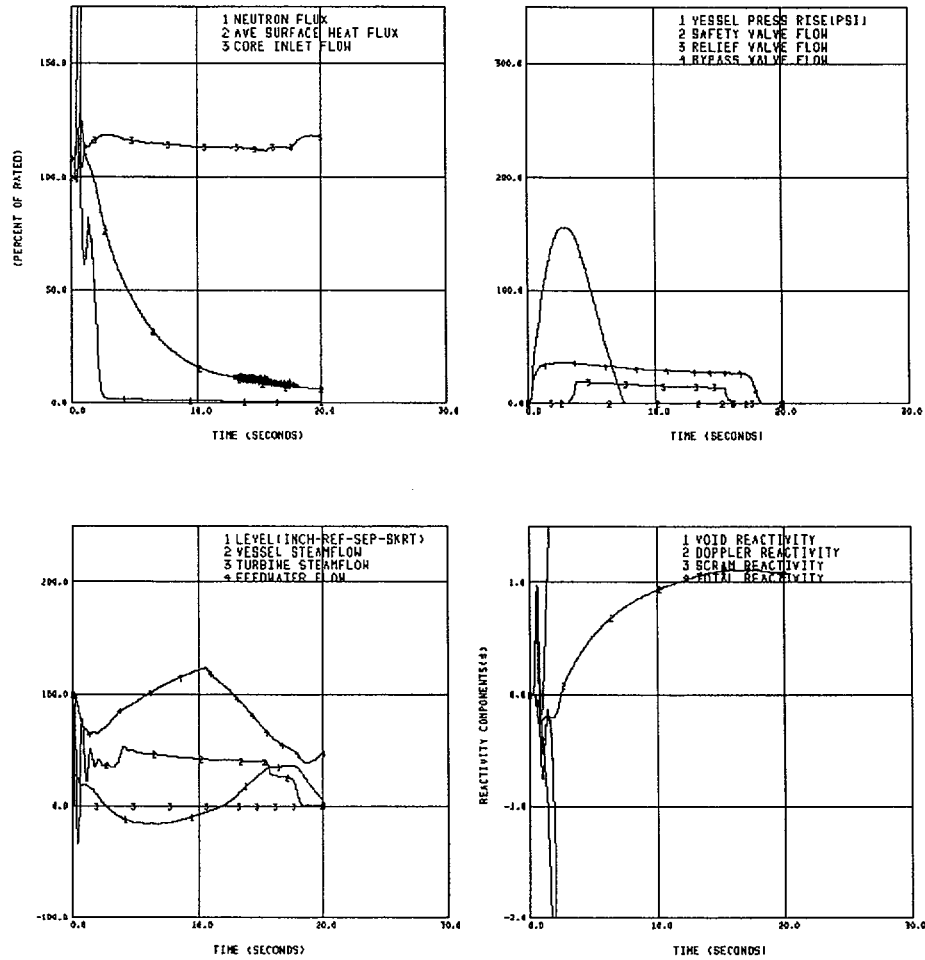 1 NEUTRON FLUX
2 AVE SURFACE HEAT FLUX
3 CORE INLET FLOW
150.0
100.0
50.0
0.0
0.0
10.0
20.0
30.0
(PERCENT OF RATED)
TIME (SECONDS)
1 VESSEL PRESS RISE(PSI)
2 SAFETY VALVE FLOW
3 RELIEF VALVE FLOW
4 BYPASS VALVE FLOW
300.0
200.0
100.0
0.0
0.0
10.0
20.0
30.0
TIME (SECONDS)
1 LEVEL(INCH-REF-SEP-SKRT)
2 VESSEL STEAMFLOW
3 TURBINE STEAMFLOW
4 FEEDWATER FLOW
200.0
100.0
0.0
-100.0
0.0
10.0
20.0
30.0
TIME (SECONDS)
1 VOID REACTIVITY
2 DOPPLER REACTIVITY
3 SCRAM REACTIVITY
4 TOTAL REACTIVITY
1.0
0.0
-1.0
-2.0
0.0
10.0
20.0
30.0
REACTIVITY COMPONENTS($)
TIME (SECONDS)